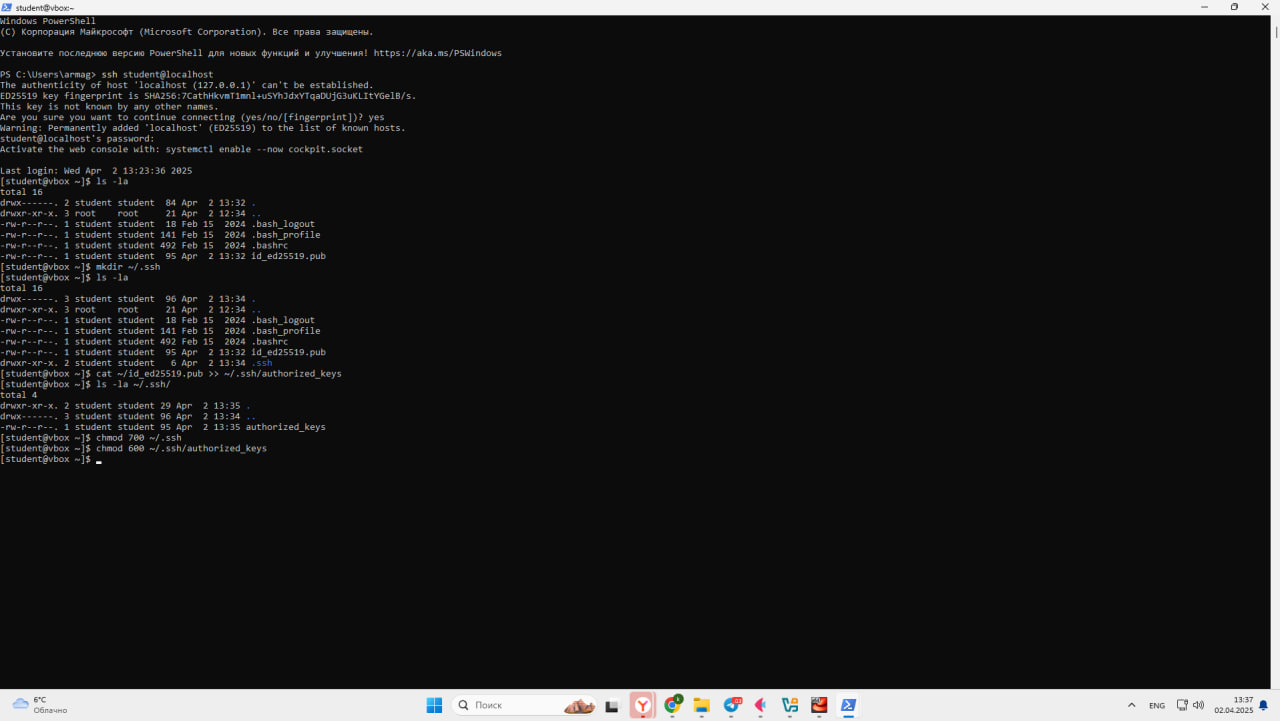 student@vbox:~
Windows PowerShell
(C) Корпорация Майкрософт (Microsoft Corporation). Все права защищены.
Установите последнюю версию PowerShell для новых функций и улучшения! https://aka.ms/PSWindows
PS C:\Users\armag> ssh student@localhost
The authenticity of host 'localhost (127.0.0.1)' can't be established.
ED25519 key fingerprint is SHA256:7CathHkvmT1mnl+uSYhJdxYTqaDUjG3uKLItYGelB/s.
This key is not known by any other names.
Are you sure you want to continue connecting (yes/no/[fingerprint])? yes
Warning: Permanently added 'localhost' (ED25519) to the list of known hosts.
student@localhost's password:
Activate the web console with: systemctl enable --now cockpit.socket
Last login: Wed Apr  2 13:23:36 2025
[student@vbox ~]$ ls -la
total 16
drwx------. 2 student student  84 Apr  2 13:32 .
drwxr-xr-x. 3 root    root     21 Apr  2 12:34 ..
-rw-r--r--. 1 student student  18 Feb 15  2024 .bash_logout
-rw-r--r--. 1 student student 141 Feb 15  2024 .bash_profile
-rw-r--r--. 1 student student 492 Feb 15  2024 .bashrc
-rw-r--r--. 1 student student  95 Apr  2 13:32 id_ed25519.pub
[student@vbox ~]$ mkdir ~/.ssh
[student@vbox ~]$ ls -la
total 16
drwx------. 3 student student  96 Apr  2 13:34 .
drwxr-xr-x. 3 root    root     21 Apr  2 12:34 ..
-rw-r--r--. 1 student student  18 Feb 15  2024 .bash_logout
-rw-r--r--. 1 student student 141 Feb 15  2024 .bash_profile
-rw-r--r--. 1 student student 492 Feb 15  2024 .bashrc
-rw-r--r--. 1 student student  95 Apr  2 13:32 id_ed25519.pub
drwxr-xr-x. 2 student student   6 Apr  2 13:34 .ssh
[student@vbox ~]$ cat ~/id_ed25519.pub >> ~/.ssh/authorized_keys
[student@vbox ~]$ ls -la ~/.ssh/
total 4
drwxr-xr-x. 2 student student 29 Apr  2 13:35 .
drwx------. 3 student student 96 Apr  2 13:34 ..
-rw-r--r--. 1 student student 95 Apr  2 13:35 authorized_keys
[student@vbox ~]$ chmod 700 ~/.ssh
[student@vbox ~]$ chmod 600 ~/.ssh/authorized_keys
[student@vbox ~]$
6°C
Облачно
Поиск
ENG
13:37
02.04.2025